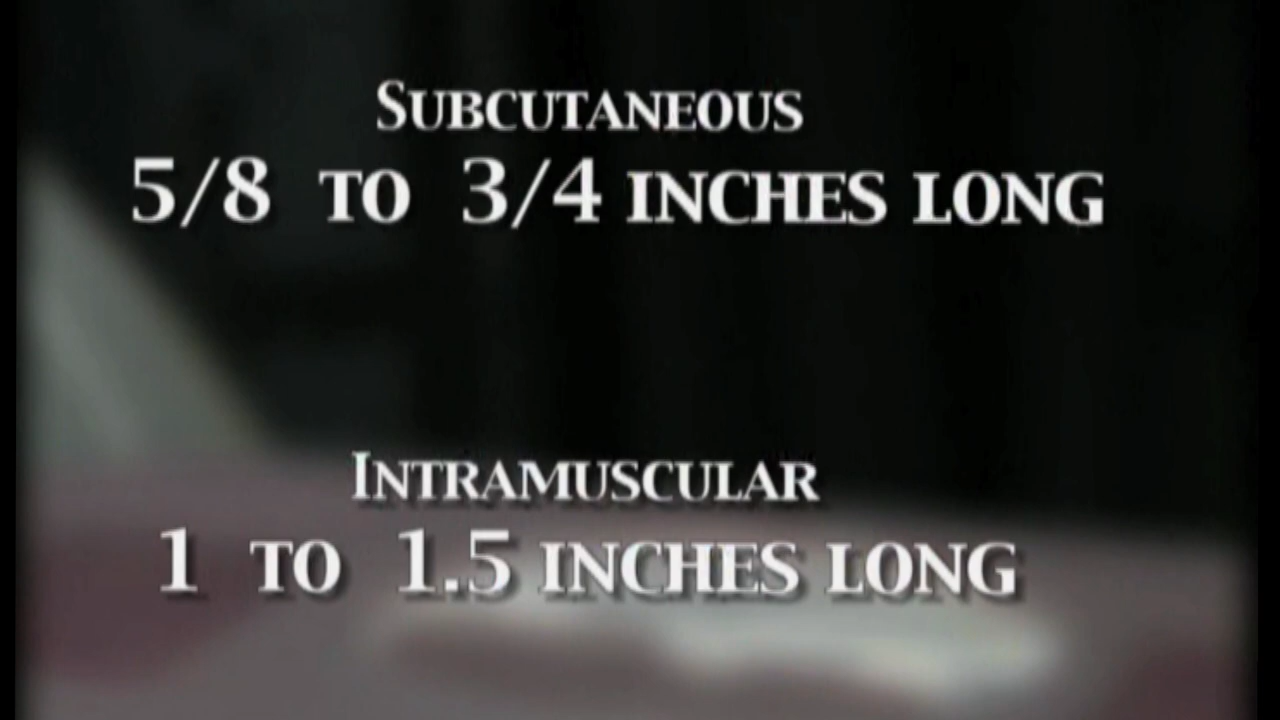 Subcutaneous
5/8 to 3/4 inches long
Intramuscular
1 to 1.5 inches long